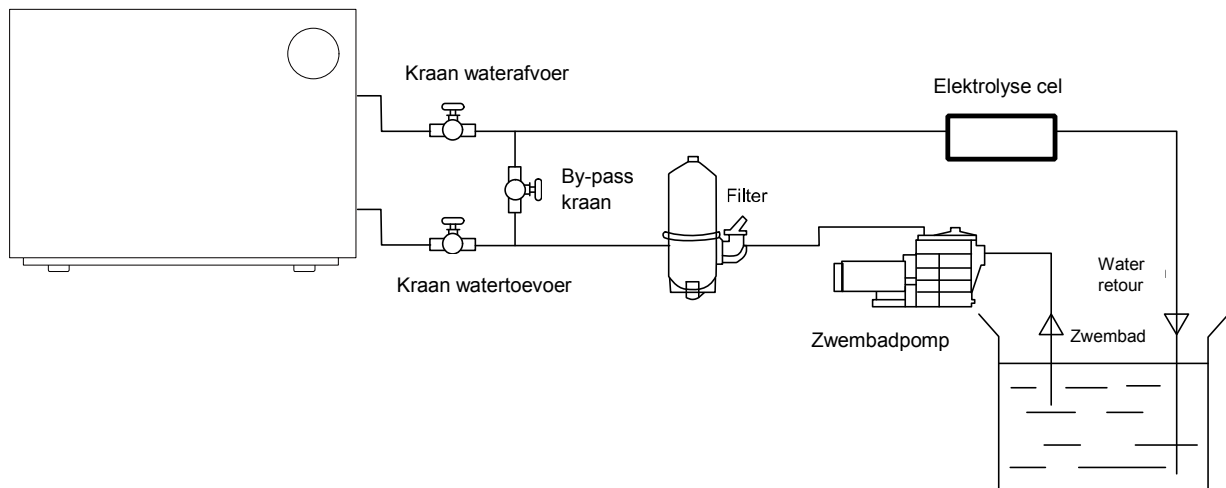 Kraan waterafvoer
Elektrolyse cel
By-pass
kraan
Filter
Kraan watertoevoer
Water
retour
Zwembadpomp
Zwembad